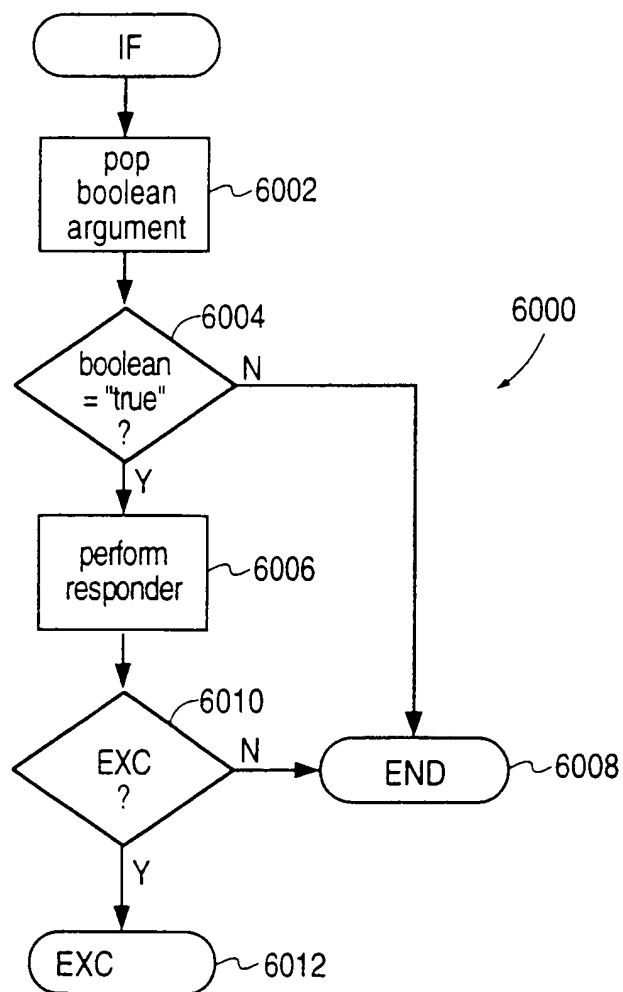 IF
pop
boolean
argument
6002
6004
6000
boolean
= "true"
?
N
Y
perform
responder
6006
6010
EXC
?
N
END
6008
Y
EXC
6012